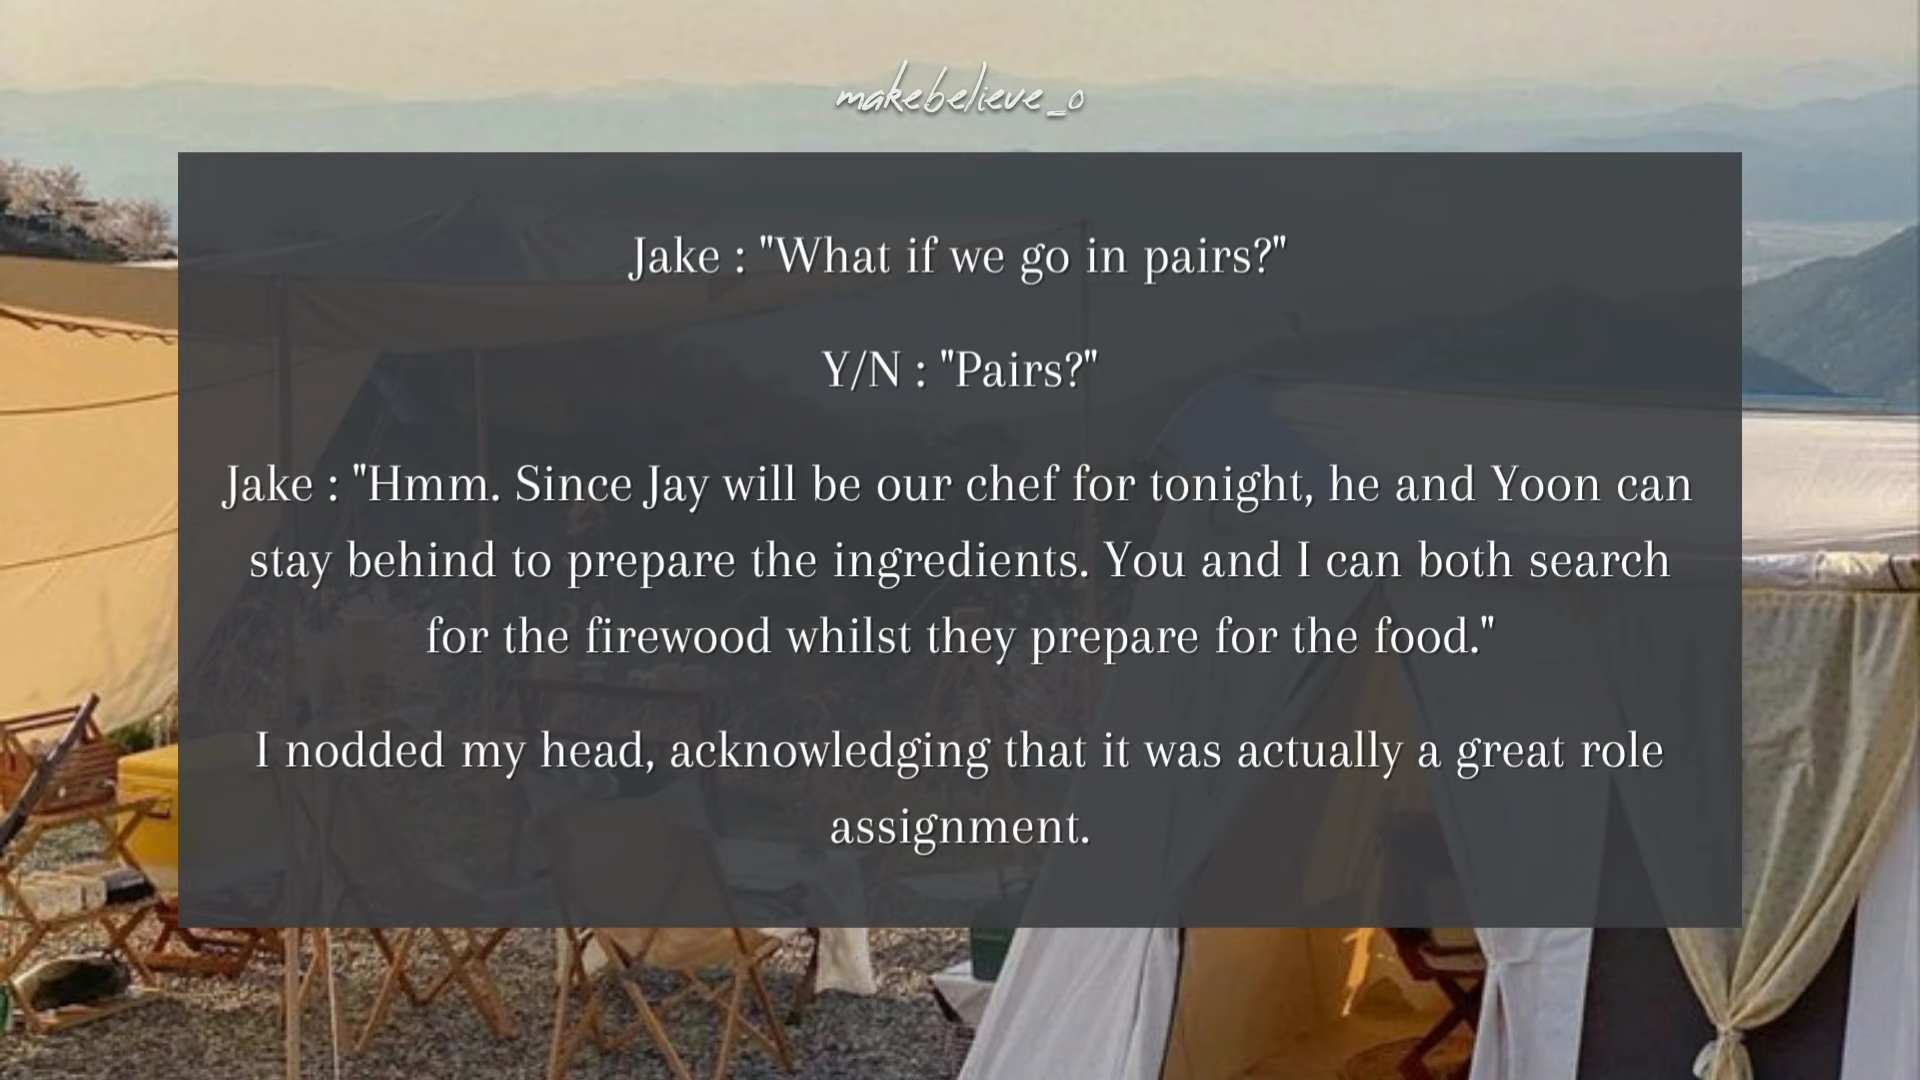 makebelieve_o
Jake : "What if we go in pairs?"
Y/N : "Pairs?"
Jake : "Hmm. Since Jay will be our chef for tonight, he and Yoon can
stay behind to prepare the ingredients. You and I can both search
for the firewood whilst they prepare for the food."
I nodded my head, acknowledging that it was actually a great role
assignment.